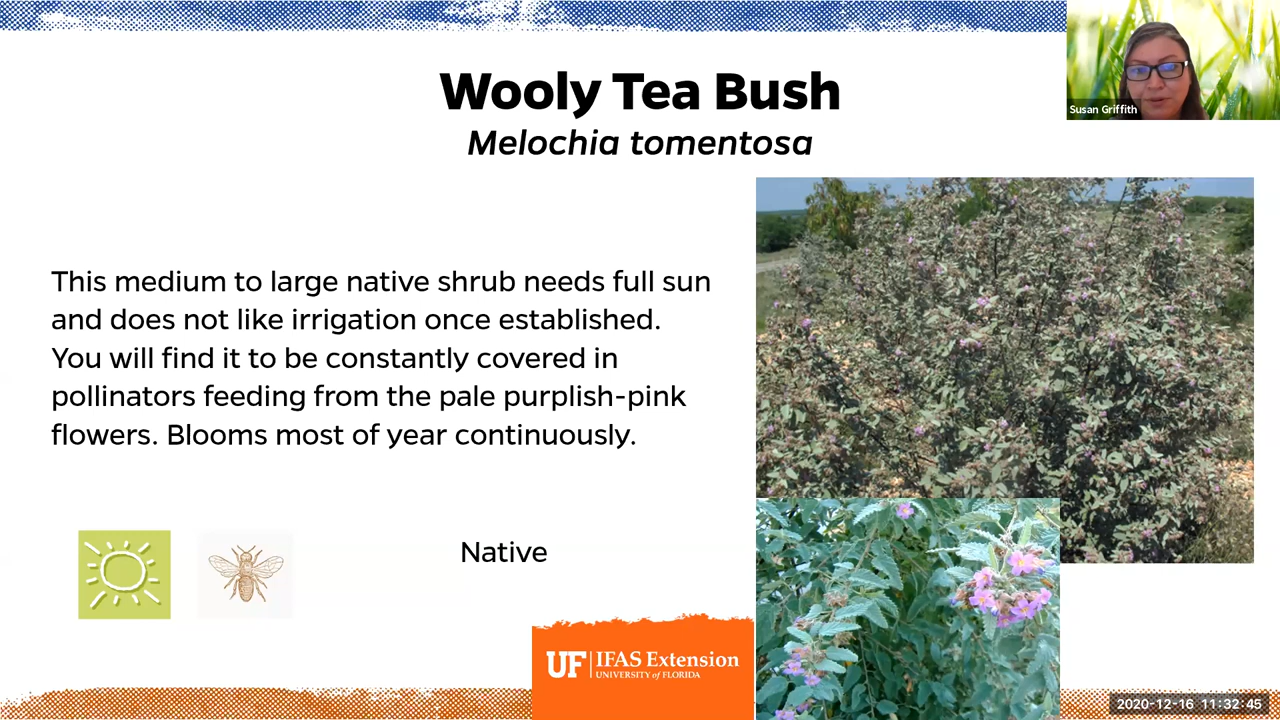 Wooly Tea Bush
Melochia tomentosa
Susan Griffith
This medium to large native shrub needs full sun
and does not like irrigation once established.
You will find it to be constantly covered in
pollinators feeding from the pale purplish-pink
flowers. Blooms most of year continuously.
Native
UF IFAS Extension
UNIVERSITY of FLORIDA
2020-12-16 11:32:45